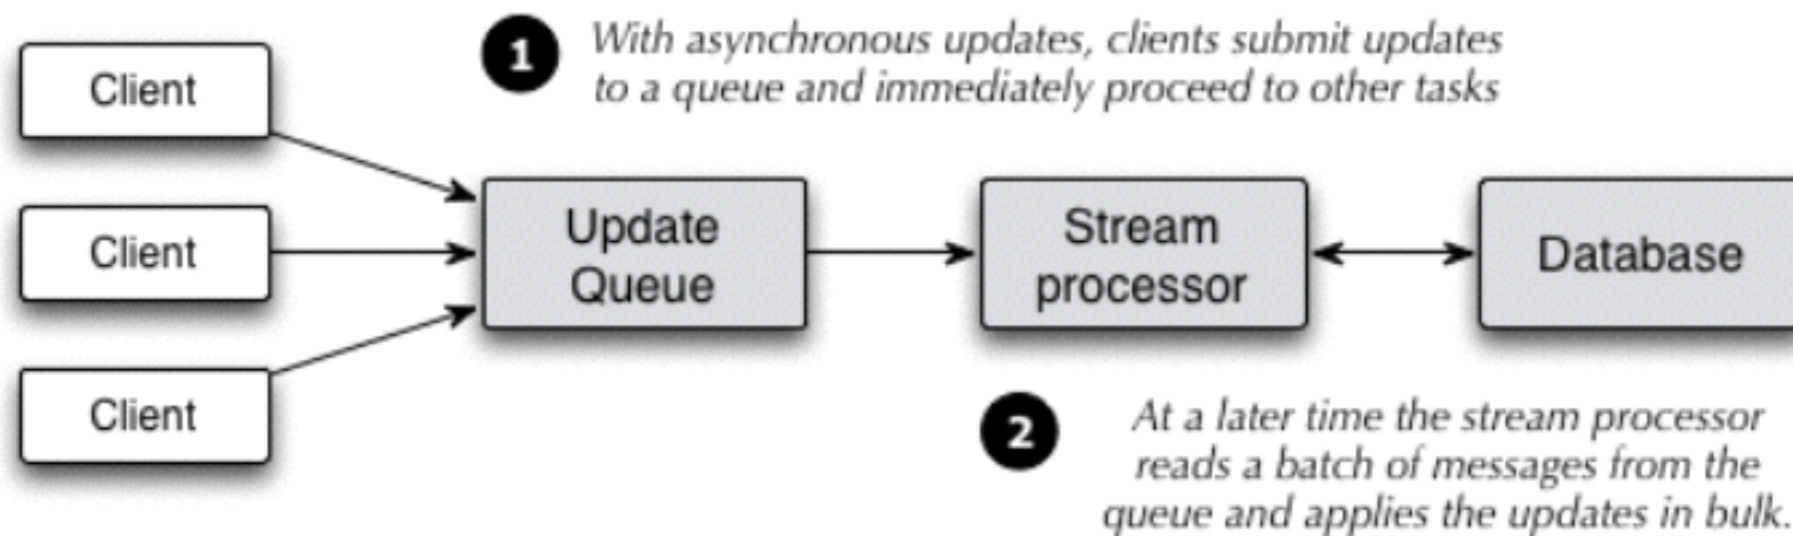 1
With asynchronous updates, clients submit updates
to a queue and immediately proceed to other tasks
Client
Client
Client
Update
Queue
Stream
processor
Database
2
At a later time the stream processor
reads a batch of messages from the
queue and applies the updates in bulk.